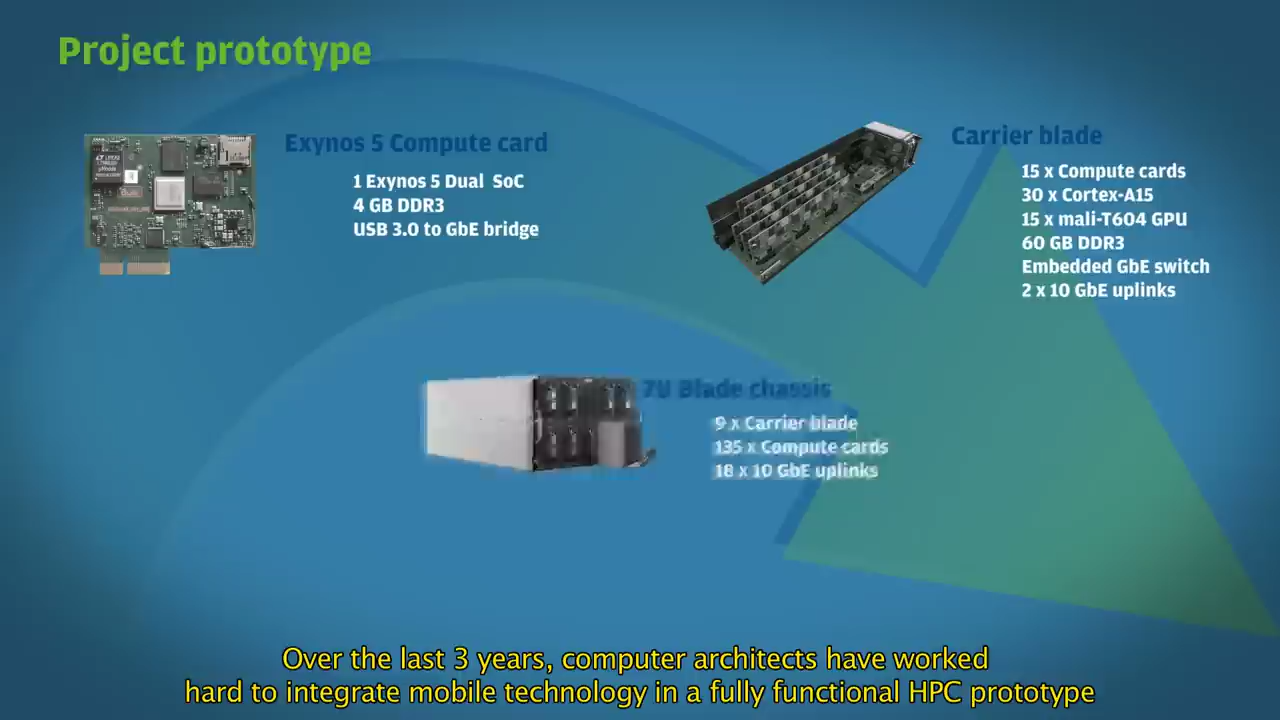 Project prototype
Exynos 5 Compute card
1 Exynos 5 Dual SoC
4 GB DDR3
USB 3.0 to GbE bridge
Carrier blade
15 x Compute cards
30 x Cortex-A15
15 x mali-T604 GPU
60 GB DDR3
Embedded GbE switch
2 x 10 GbE uplinks
7U Blade chassis
9 x Carrier blade
135 x Compute cards
18 x 10 GbE uplinks
Over the last 3 years, computer architects have worked
hard to integrate mobile technology in a fully functional HPC prototype